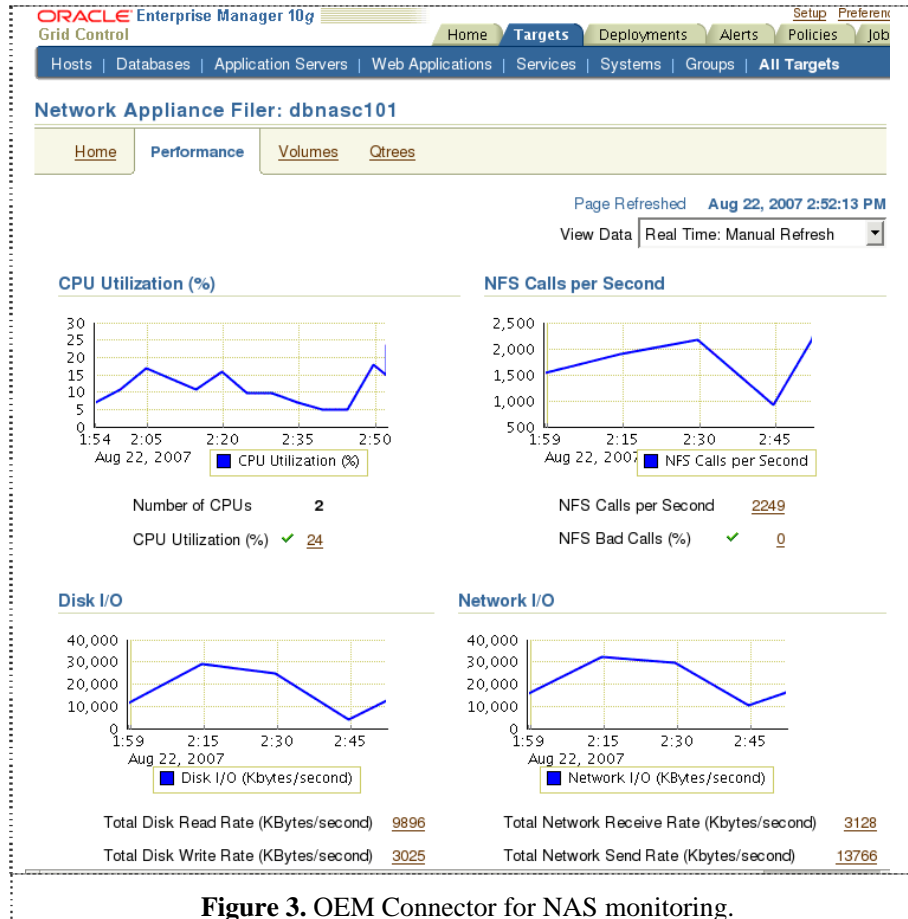 ORACLE Enterprise Manager 10g
Setup Preferenc
Grid Control
Home Targets Deployments Alerts Policies Job
Hosts | Databases | Application Servers | Web Applications | Services | Systems | Groups | All Targets
Network Appliance Filer: dbnasc101
Home Performance Volumes Qtrees
Page Refreshed Aug 22, 2007 2:52:13 PM
View Data Real Time: Manual Refresh
CPU Utilization (%)
30
25
20
15
10
5
0
1:54 2:05 2:20 2:35 2:50
Aug 22, 2007
CPU Utilization (%)
Number of CPUs 2
CPU Utilization (%) 24
NFS Calls per Second
2,500
2,000
1,500
1,000
500
1:59 2:15 2:30 2:45
Aug 22, 2007
NFS Calls per Second
NFS Calls per Second 2249
NFS Bad Calls (%) 0
Disk I/O
40,000
30,000
20,000
10,000
0
1:59 2:15 2:30 2:45
Aug 22, 2007
Disk I/O (Kbytes/second)
Total Disk Read Rate (KBytes/second) 9896
Total Disk Write Rate (KBytes/second) 3025
Network I/O
40,000
30,000
20,000
10,000
0
1:59 2:15 2:30 2:45
Aug 22, 2007
Network I/O (KBytes/second)
Total Network Receive Rate (Kbytes/second) 3128
Total Network Send Rate (KBytes/second) 13766
Figure 3. OEM Connector for NAS monitoring.